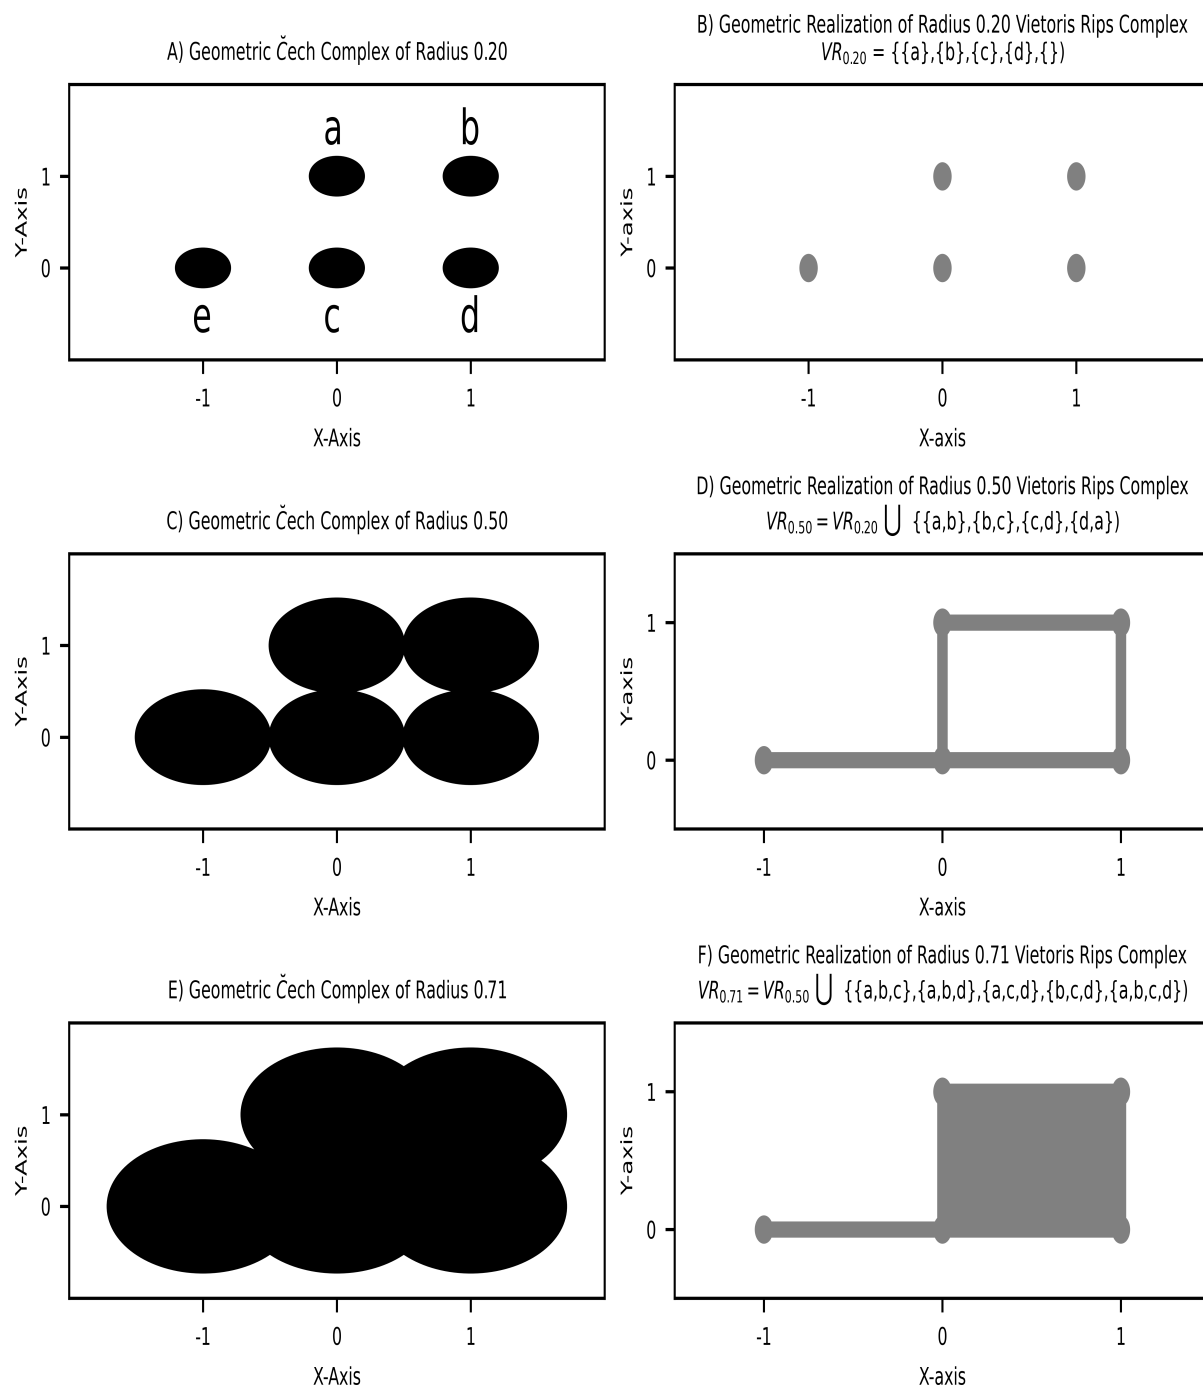 A) Geometric Čech Complex of Radius 0.20
a
b
e
c
d
Y-Axis
1
0
-1
0
1
X-Axis
B) Geometric Realization of Radius 0.20 Vietoris Rips Complex
VR0.20 = {{a},{b},{c},{d},{})
Y-axis
1
0
-1
0
1
X-axis
C) Geometric Čech Complex of Radius 0.50
Y-Axis
1
0
-1
0
1
X-Axis
D) Geometric Realization of Radius 0.50 Vietoris Rips Complex
VR0.50 = VR0.20 ⋃ {{a,b},{b,c},{c,d},{d,a})
Y-axis
1
0
-1
0
1
X-axis
E) Geometric Čech Complex of Radius 0.71
Y-Axis
1
0
-1
0
1
X-Axis
F) Geometric Realization of Radius 0.71 Vietoris Rips Complex
VR0.71 = VR0.50 ⋃ {{a,b,c},{a,b,d},{a,c,d},{b,c,d},{a,b,c,d})
Y-axis
1
0
-1
0
1
X-axis